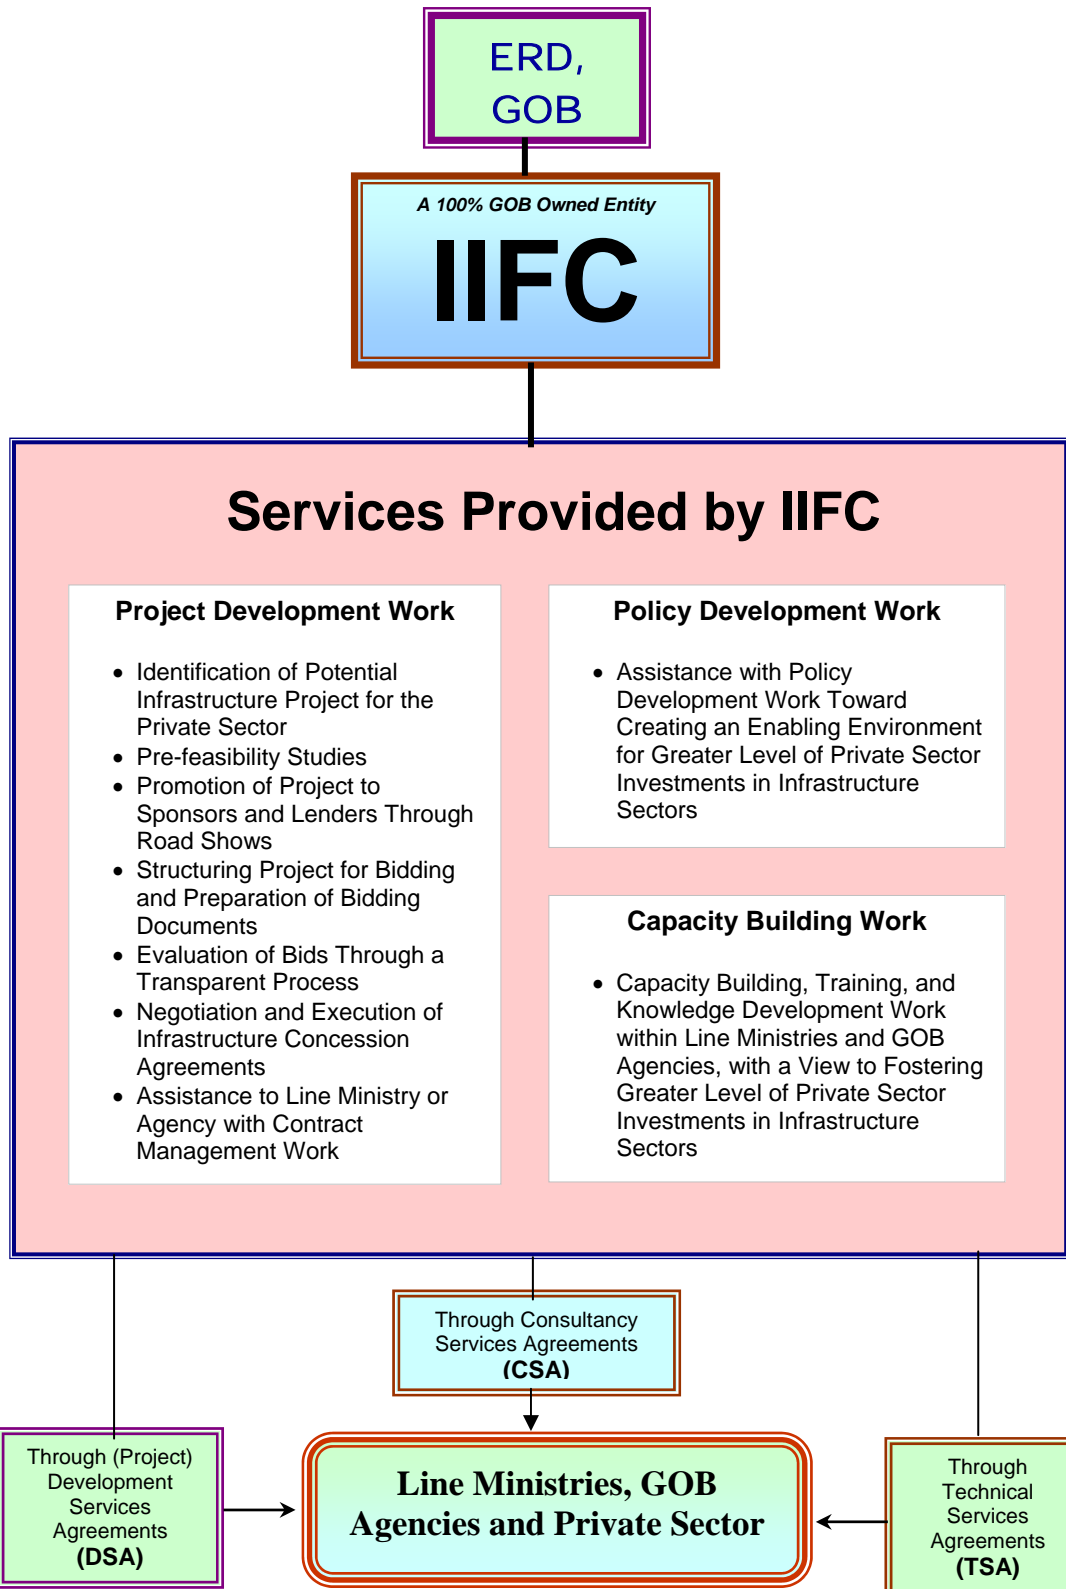 ERD,
GOB
A 100% GOB Owned Entity
IIFC
Services Provided by IIFC
Project Development Work
• Identification of Potential
Infrastructure Project for the
Private Sector
• Pre-feasibility Studies
• Promotion of Project to
Sponsors and Lenders Through
Road Shows
• Structuring Project for Bidding
and Preparation of Bidding
Documents
• Evaluation of Bids Through a
Transparent Process
• Negotiation and Execution of
Infrastructure Concession
Agreements
• Assistance to Line Ministry or
Agency with Contract
Management Work
Policy Development Work
• Assistance with Policy
Development Work Toward
Creating an Enabling Environment
for Greater Level of Private Sector
Investments in Infrastructure
Sectors
Capacity Building Work
• Capacity Building, Training, and
Knowledge Development Work
within Line Ministries and GOB
Agencies, with a View to Fostering
Greater Level of Private Sector
Investments in Infrastructure
Sectors
Through Consultancy
Services Agreements
(CSA)
Through (Project)
Development
Services
Agreements
(DSA)
Line Ministries, GOB
Agencies and Private Sector
Through
Technical
Services
Agreements
(TSA)